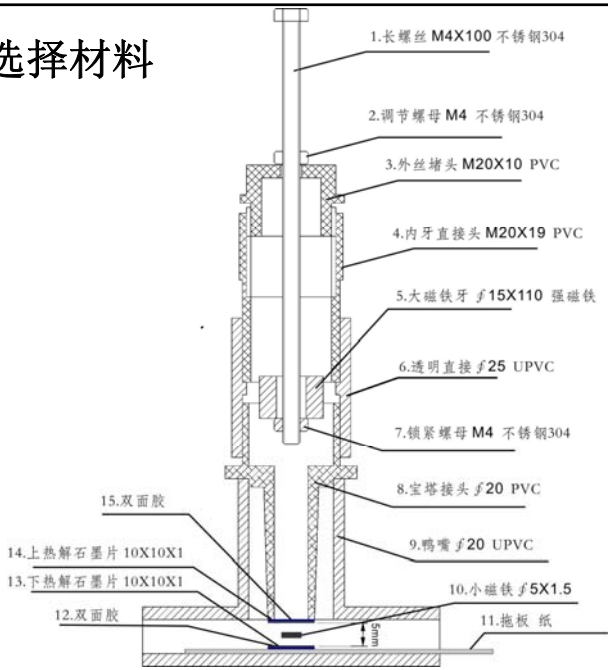 选择材料
1.长螺丝 M4X100 不锈钢304
2.调节螺母 M4 不锈钢304
3.外丝堵头 M20X10 PVC
4.内牙直接头 M20X19 PVC
5.大磁铁牙 ∮15X110 强磁铁
6.透明直接 ∮25 UPVC
7.锁紧螺母 M4 不锈钢304
8.宝塔接头 ∮20 PVC
9.鸭嘴 ∮20 UPVC
10.小磁铁 ∮5X1.5
11.拖板 纸
15.双面胶
14.上热解石墨片 10X10X1
13.下热解石墨片 10X10X1
12.双面胶
5mm